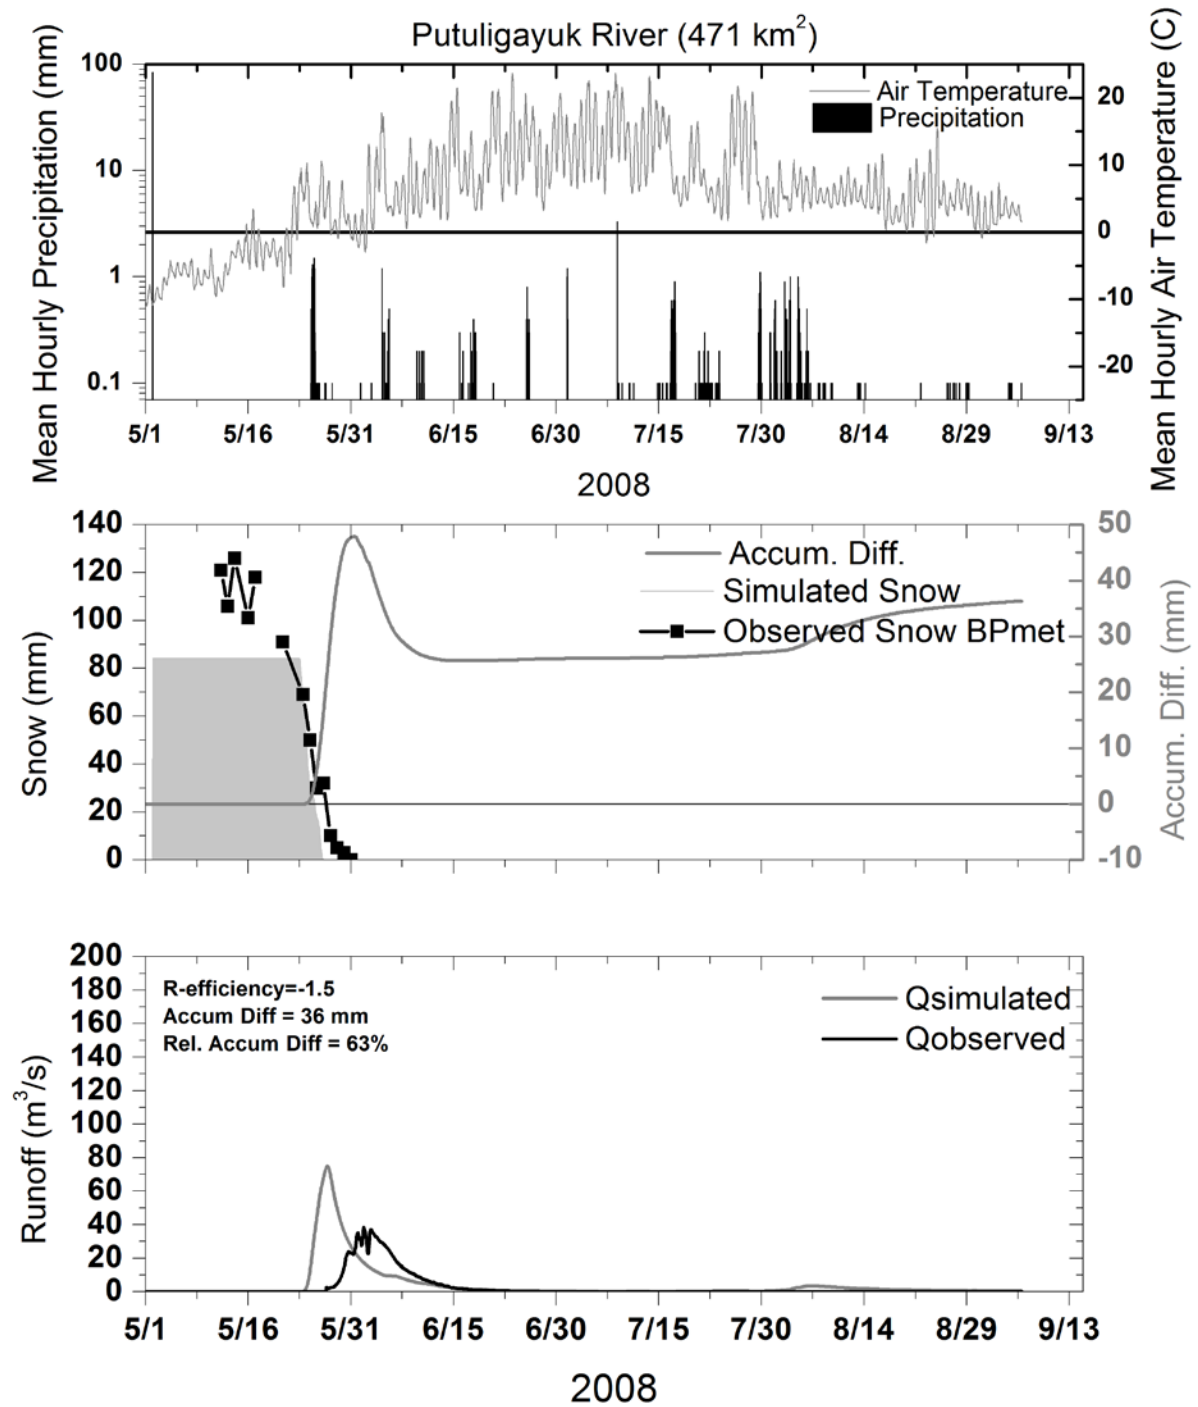 Putuligayuk River (471 km²)
Mean Hourly Precipitation (mm)
100
10
1
0.1
Air Temperature
Precipitation
20
10
0
-10
-20
Mean Hourly Air Temperature (C)
5/1 5/16 5/31 6/15 6/30 7/15 7/30 8/14 8/29 9/13
2008
Snow (mm)
140
120
100
80
60
40
20
0
Accum. Diff.
Simulated Snow
Observed Snow BPmet
50
40
30
20
10
0
-10
Accum. Diff. (mm)
Runoff (m³/s)
200
180
160
140
120
100
80
60
40
20
0
R-efficiency=-1.5
Accum Diff = 36 mm
Rel. Accum Diff = 63%
Qsimulated
Qobserved
5/1 5/16 5/31 6/15 6/30 7/15 7/30 8/14 8/29 9/13
2008